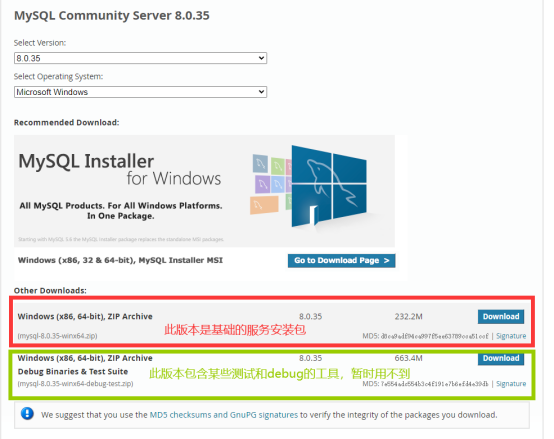 MySQL Community Server 8.0.35
Select Version:
8.0.35
Select Operating System:
Microsoft Windows
Recommended Download:
MySQL Installer
for Windows
All MySQL Products. For All Windows Platforms.
In One Package.
Starting with MySQL 5.6 the MySQL Installer package replaces the standalone MSI packages.
Windows (x86, 32 & 64-bit), MySQL Installer MSI
Go to Download Page >
Other Downloads:
Windows (x86, 64-bit), ZIP Archive 8.0.35 232.2M Download
此版本是基础的服务安装包
(mysql-8.0.35-winx64.zip) MD5: | Signature
Windows (x86, 64-bit), ZIP Archive 8.0.35 663.4M Download
Debug Binaries & Test Suite
此版本包含某些测试和debug的工具，暂时用不到
(mysql-8.0.35-winx64-debug-test.zip) MD5: | Signature
We suggest that you use the MD5 checksums and GnuPG signatures to verify the integrity of the packages you download.